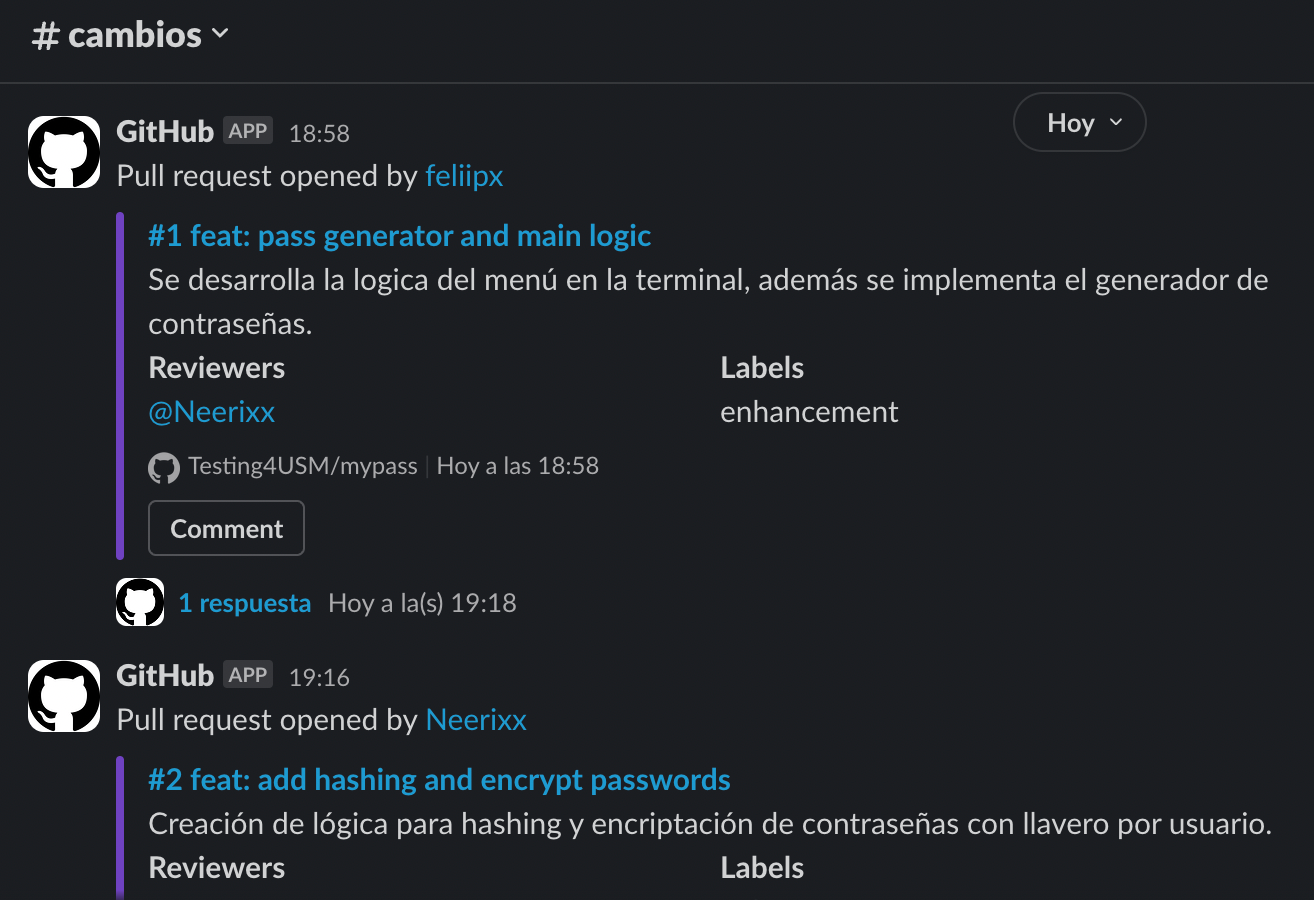 # cambios
Hoy
GitHub APP 18:58
Pull request opened by feliipx
#1 feat: pass generator and main logic
Se desarrolla la logica del menú en la terminal, además se implementa el generador de
contraseñas.
Reviewers Labels
@Neerixx enhancement
Testing4USM/mypass | Hoy a las 18:58
Comment
1 respuesta Hoy a la(s) 19:18
GitHub APP 19:16
Pull request opened by Neerixx
#2 feat: add hashing and encrypt passwords
Creación de lógica para hashing y encriptación de contraseñas con llavero por usuario.
Reviewers Labels